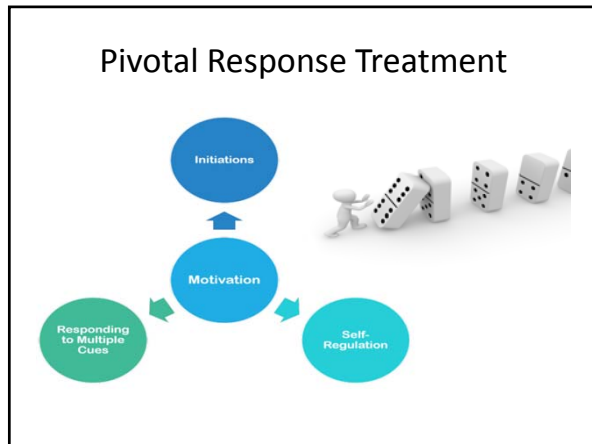 Pivotal Response Treatment
Initiations
Motivation
Responding
to Multiple
Cues
Self-
Regulation